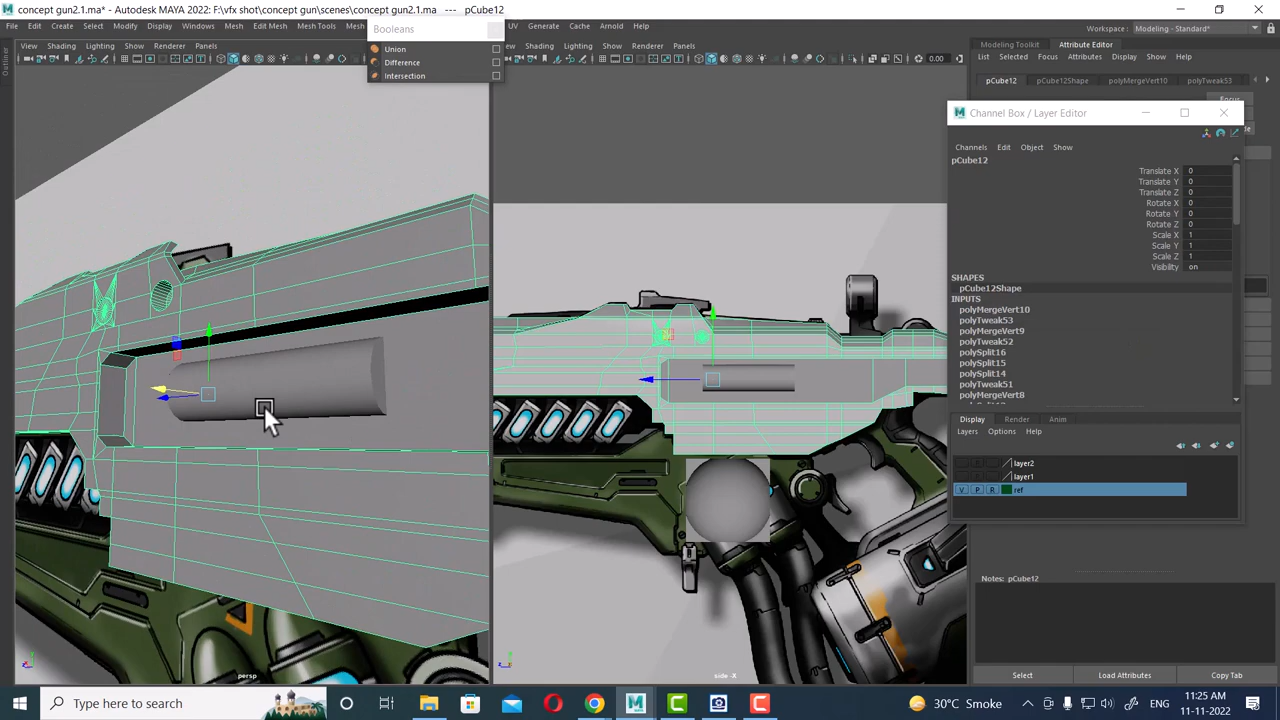 concept gun2.1.ma* - Autodesk MAYA 2022: F:\vfx shot\concept gun\scenes\concept gun2.1.ma   ---   pCube12
File Edit Create Select Modify Display Windows Mesh Edit Mesh Mesh Tools Mesh UV Generate Cache Arnold Help
Workspace : Modeling - Standard*
Booleans
Union
Difference
Intersection
View Shading Lighting Show Renderer Panels
Shading Lighting Show Renderer Panels
0.00
Outliner
Modeling Toolkit Attribute Editor
List Selected Focus Attributes Display Show Help
pCube12 pCube12Shape polyMergeVert10 polyTweak53
Focus
Channel Box / Layer Editor
Channels Edit Object Show
pCube12
Translate X 0
Translate Y 0
Translate Z 0
Rotate X 0
Rotate Y 0
Rotate Z 0
Scale X 1
Scale Y 1
Scale Z 1
Visibility on
SHAPES
pCube12Shape
INPUTS
polyMergeVert10
polyTweak53
polyMergeVert9
polyTweak52
polySplit16
polySplit15
polySplit14
polyTweak51
polyMergeVert8
Display Render Anim
Layers Options Help
layer2
layer1
V P R ref
Notes: pCube12
persp
side -X
Select Load Attributes Copy Tab
Type here to search
30°C Smoke
ENG
11:25 AM
11-11-2022